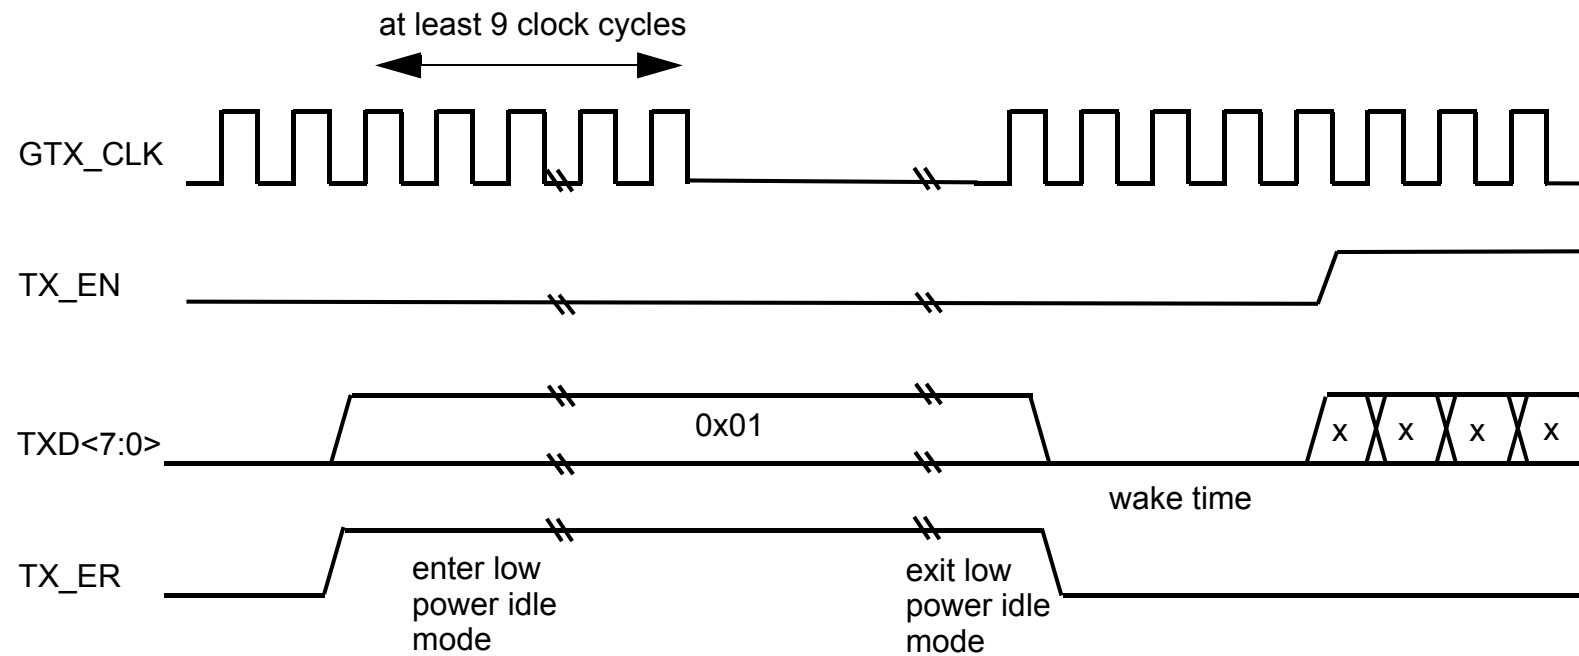 at least 9 clock cycles
GTX_CLK
TX_EN
TXD<7:0>
0x01
x x x x
wake time
TX_ER
enter low
power idle
mode
exit low
power idle
mode